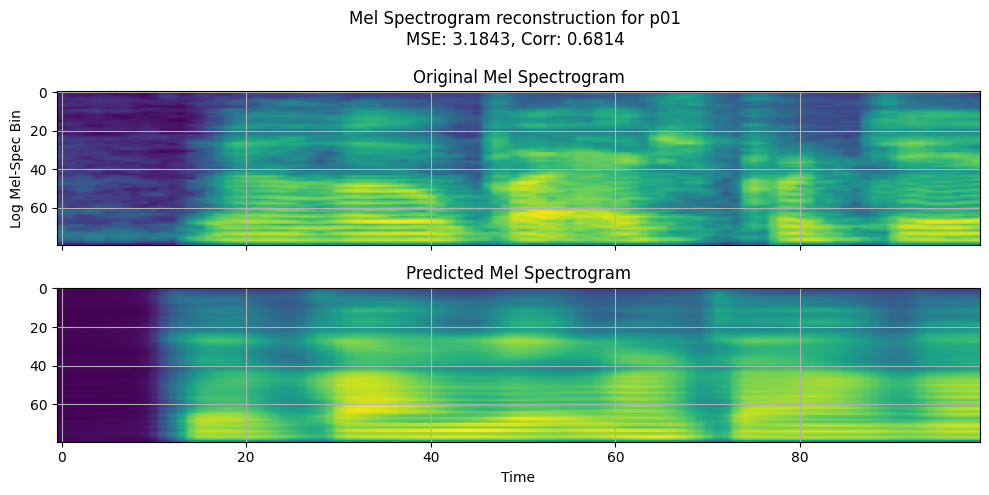 Mel Spectrogram reconstruction for p01
MSE: 3.1843, Corr: 0.6814
Original Mel Spectrogram
Log Mel-Spec Bin
0
20
40
60
Predicted Mel Spectrogram
0
20
40
60
0 20 40 60 80
Time